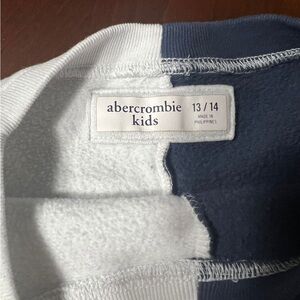 abercrombie
kids
13 / 14
MADE IN
PHILIPPINES